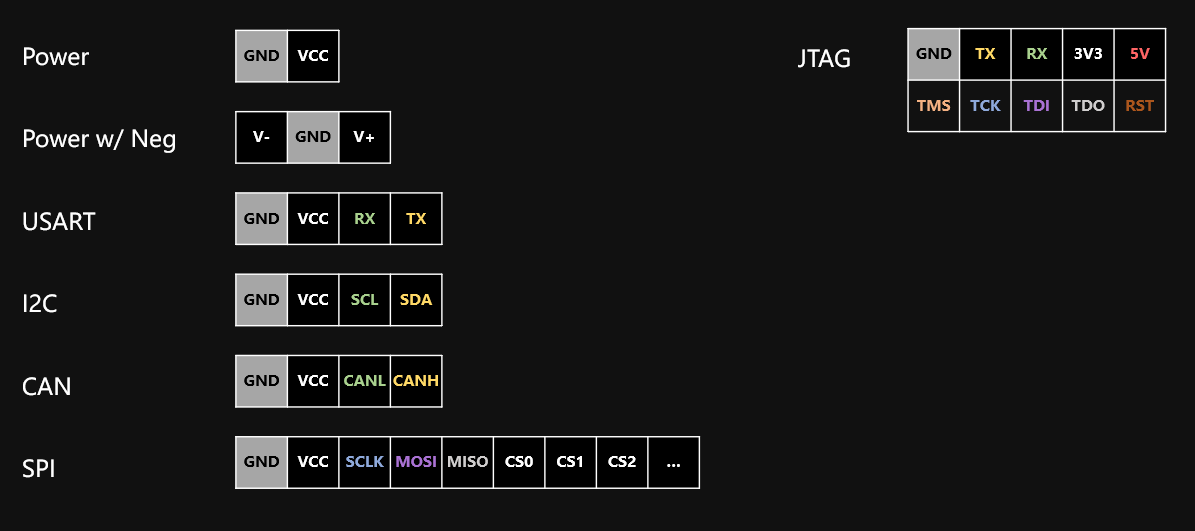 Power GND VCC
Power w/ Neg V- GND V+
USART GND VCC RX TX
I2C GND VCC SCL SDA
CAN GND VCC CANL CANH
SPI GND VCC SCLK MOSI MISO CS0 CS1 CS2 ...
JTAG GND TX RX 3V3 5V
TMS TCK TDI TDO RST